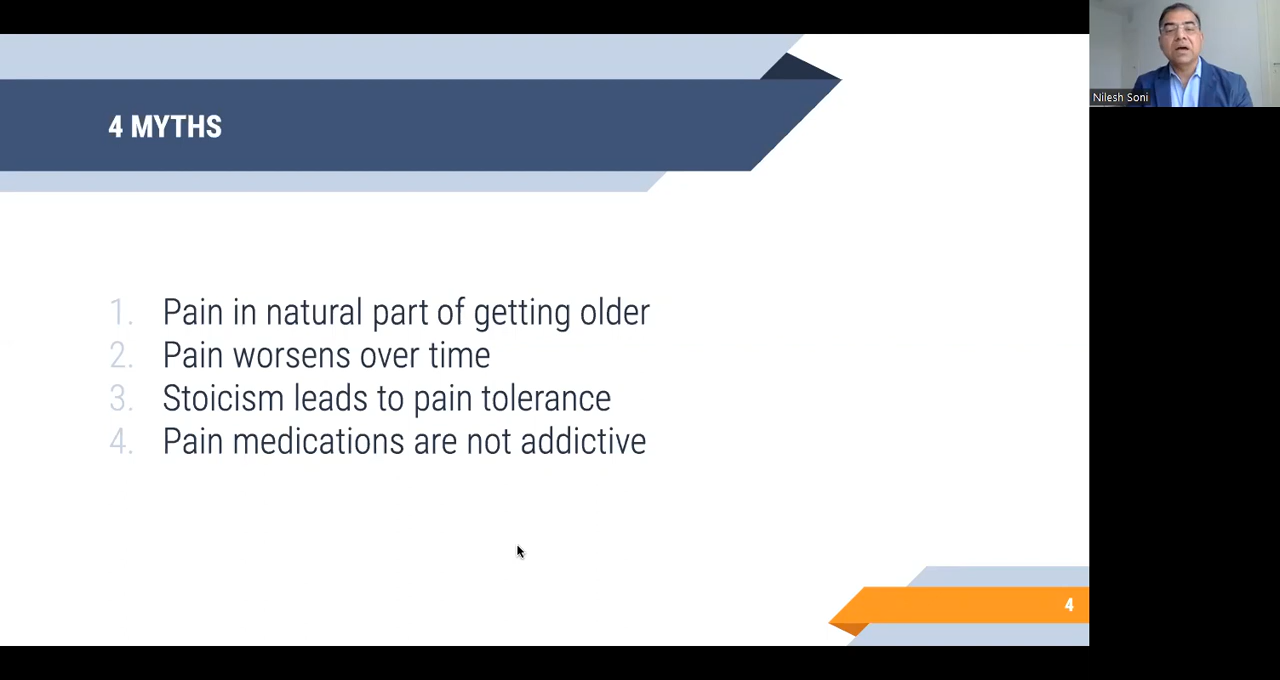 4 MYTHS
1. Pain in natural part of getting older
2. Pain worsens over time
3. Stoicism leads to pain tolerance
4. Pain medications are not addictive
4
Nilesh Soni